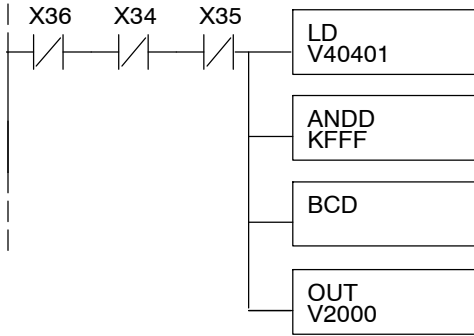 X36 X34 X35
LD
V40401
ANDD
KFFF
BCD
OUT
V2000